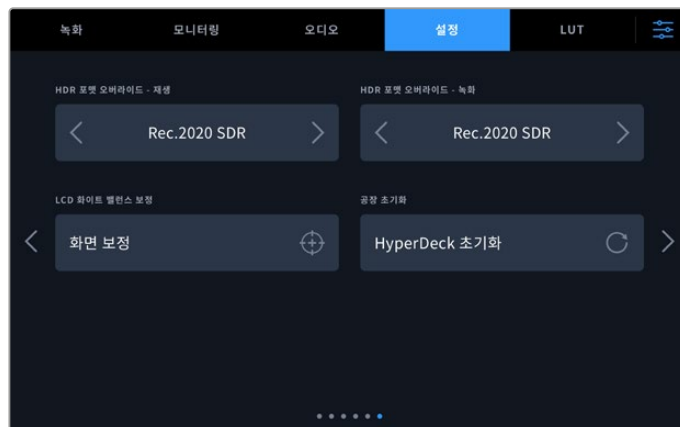 녹화 모니터링 오디오 설정 LUT
HDR 포맷 오버라이드 - 재생 HDR 포맷 오버라이드 - 녹화
Rec.2020 SDR Rec.2020 SDR
LCD 화이트 밸런스 보정 공장 초기화
화면 보정 HyperDeck 초기화